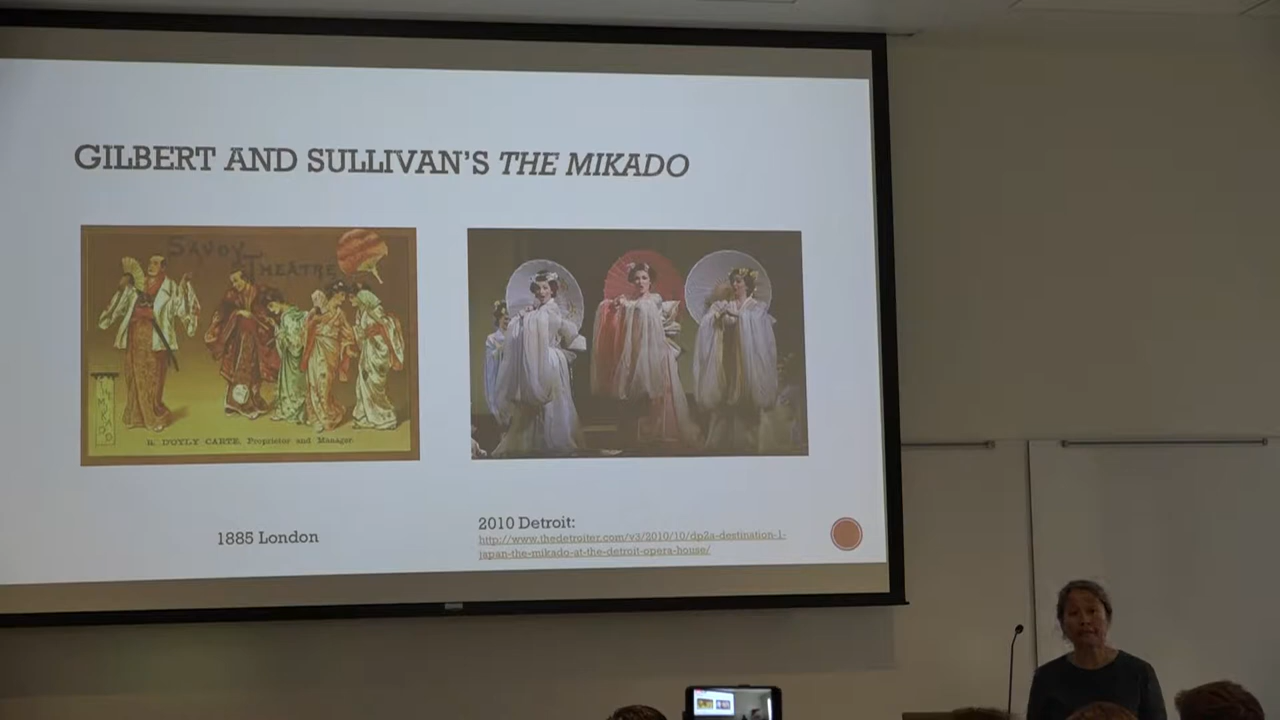 GILBERT AND SULLIVAN'S THE MIKADO
SAVOY
THEATRE
R. D'OYLY CARTE, Proprietor and Manager.
1885 London
2010 Detroit:
http://www.thedetroiter.com/v3/2010/10/dp2a-destination-1-
japan-the-mikado-at-the-detroit-opera-house/